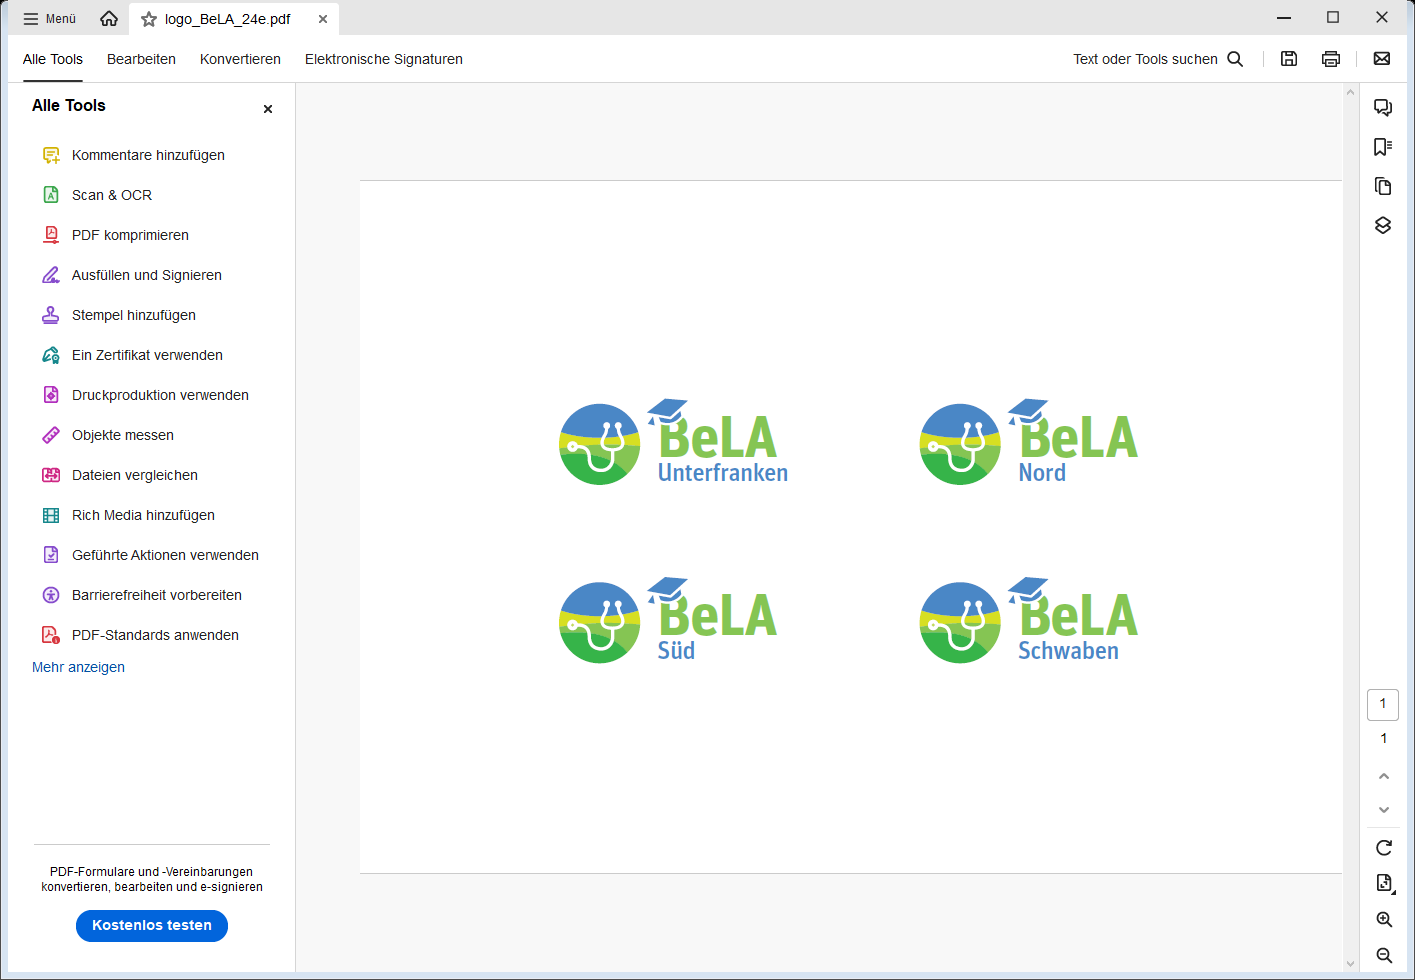 Menü
logo_BeLA_24e.pdf
Alle Tools
Bearbeiten
Konvertieren
Elektronische Signaturen
Text oder Tools suchen
Alle Tools
Kommentare hinzufügen
Scan & OCR
PDF komprimieren
Ausfüllen und Signieren
Stempel hinzufügen
Ein Zertifikat verwenden
Druckproduktion verwenden
Objekte messen
Dateien vergleichen
Rich Media hinzufügen
Geführte Aktionen verwenden
Barrierefreiheit vorbereiten
PDF-Standards anwenden
Mehr anzeigen
PDF-Formulare und -Vereinbarungen
konvertieren, bearbeiten und e-signieren
Kostenlos testen
BeLA
Unterfranken
BeLA
Nord
BeLA
Süd
BeLA
Schwaben
1
1